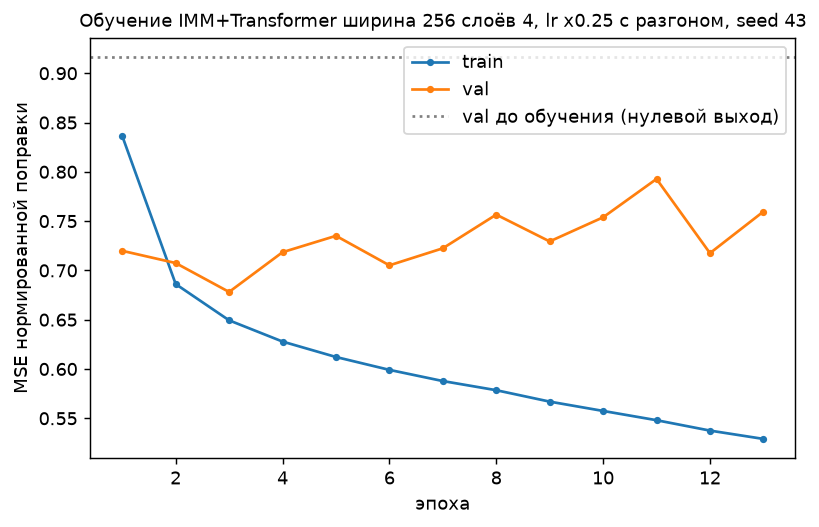 Обучение IMM+Transformer ширина 256 слоёв 4, lr x0.25 с разгоном, seed 43
train
val
val до обучения (нулевой выход)
MSE нормированной поправки
0.90
0.85
0.80
0.75
0.70
0.65
0.60
0.55
2 4 6 8 10 12
эпоха